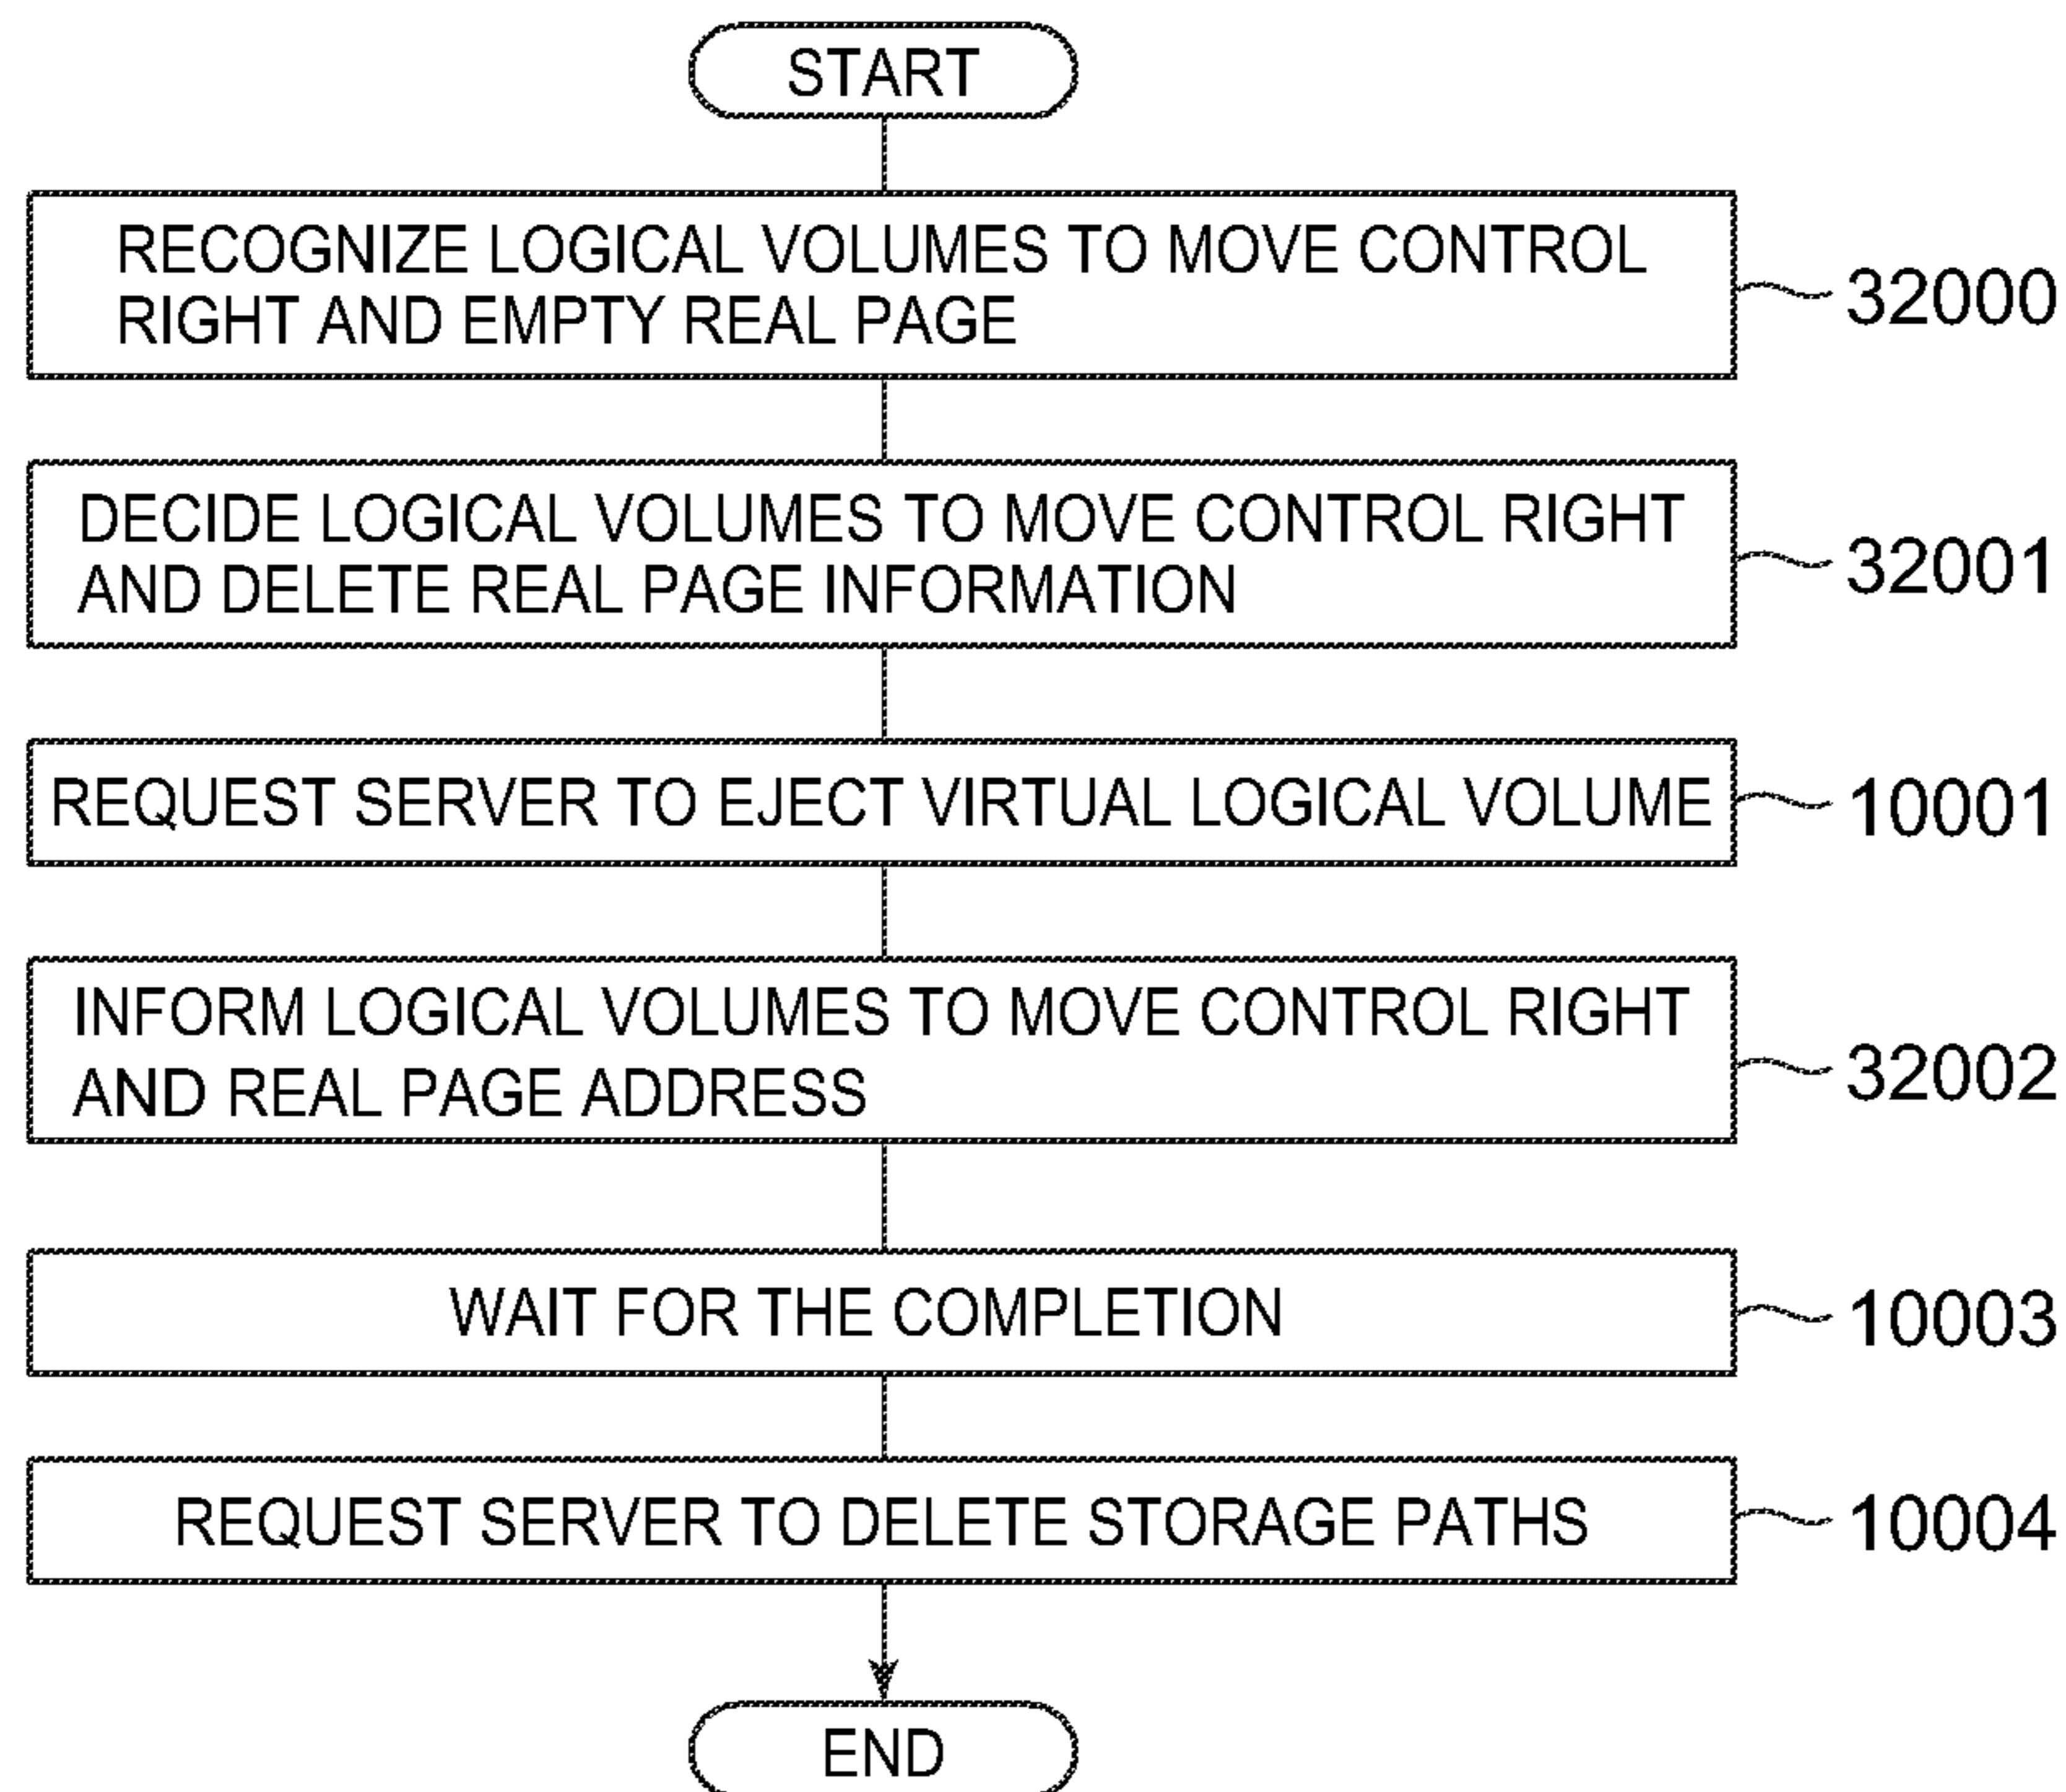 START
RECOGNIZE LOGICAL VOLUMES TO MOVE CONTROL
RIGHT AND EMPTY REAL PAGE
32000
DECIDE LOGICAL VOLUMES TO MOVE CONTROL RIGHT
AND DELETE REAL PAGE INFORMATION
32001
REQUEST SERVER TO EJECT VIRTUAL LOGICAL VOLUME
10001
INFORM LOGICAL VOLUMES TO MOVE CONTROL RIGHT
AND REAL PAGE ADDRESS
32002
WAIT FOR THE COMPLETION
10003
REQUEST SERVER TO DELETE STORAGE PATHS
10004
END